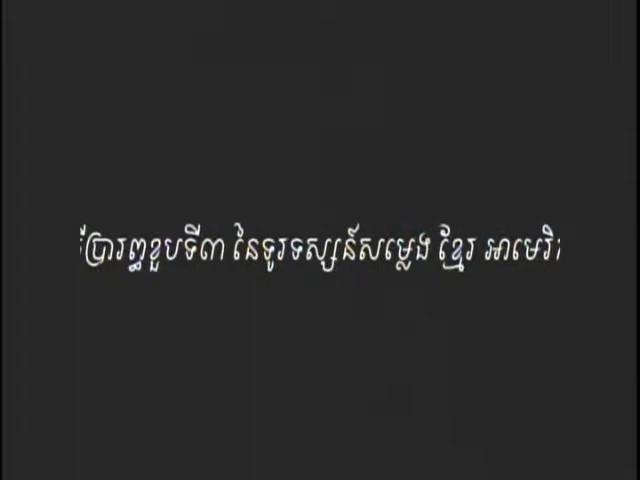 ប្រារព្ធខួបទី៣ នៃទូរទស្សន៍សម្លេង ខ្មែរ អាមេរិ